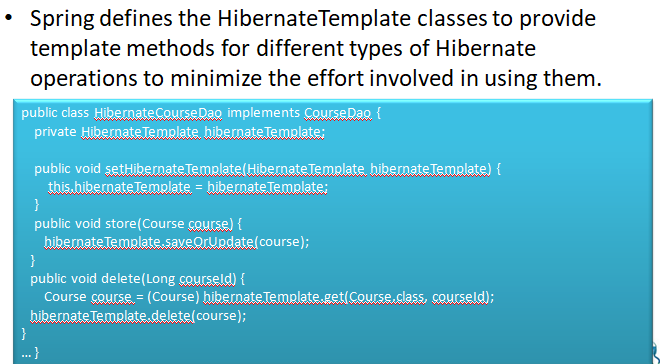 • Spring defines the HibernateTemplate classes to provide
template methods for different types of Hibernate
operations to minimize the effort involved in using them.
public class HibernateCourseDao implements CourseDao {
private HibernateTemplate hibernateTemplate;
public void setHibernateTemplate(HibernateTemplate hibernateTemplate) {
this.hibernateTemplate = hibernateTemplate;
}
public void store(Course course) {
hibernateTemplate.saveOrUpdate(course);
}
public void delete(Long courseId) {
Course course = (Course) hibernateTemplate.get(Course.class, courseId);
hibernateTemplate.delete(course);
}
... }